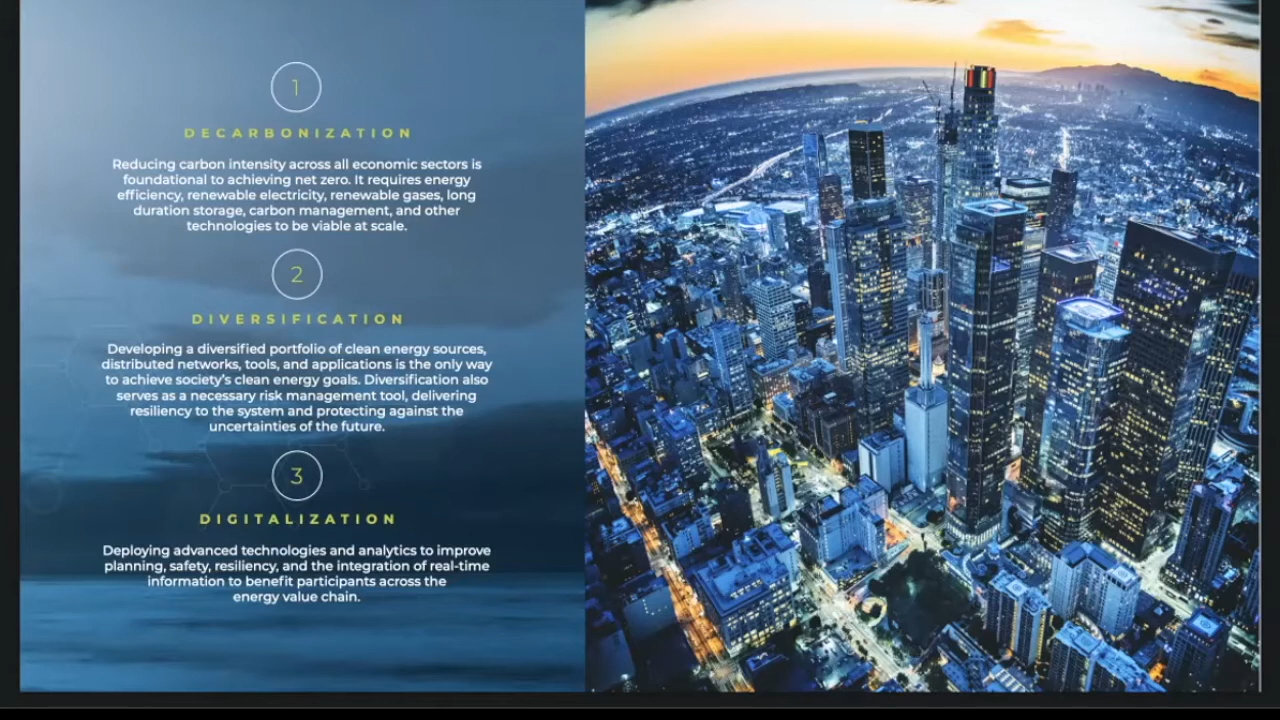 1
DECARBONIZATION
Reducing carbon intensity across all economic sectors is
foundational to achieving net zero. It requires energy
efficiency, renewable electricity, renewable gases, long
duration storage, carbon management, and other
technologies to be viable at scale.
2
DIVERSIFICATION
Developing a diversified portfolio of clean energy sources,
distributed networks, tools, and applications is the only way
to achieve society's clean energy goals. Diversification also
serves as a necessary risk management tool, delivering
resiliency to the system and protecting against the
uncertainties of the future.
3
DIGITALIZATION
Deploying advanced technologies and analytics to improve
planning, safety, resiliency, and the integration of real-time
information to benefit participants across the
energy value chain.